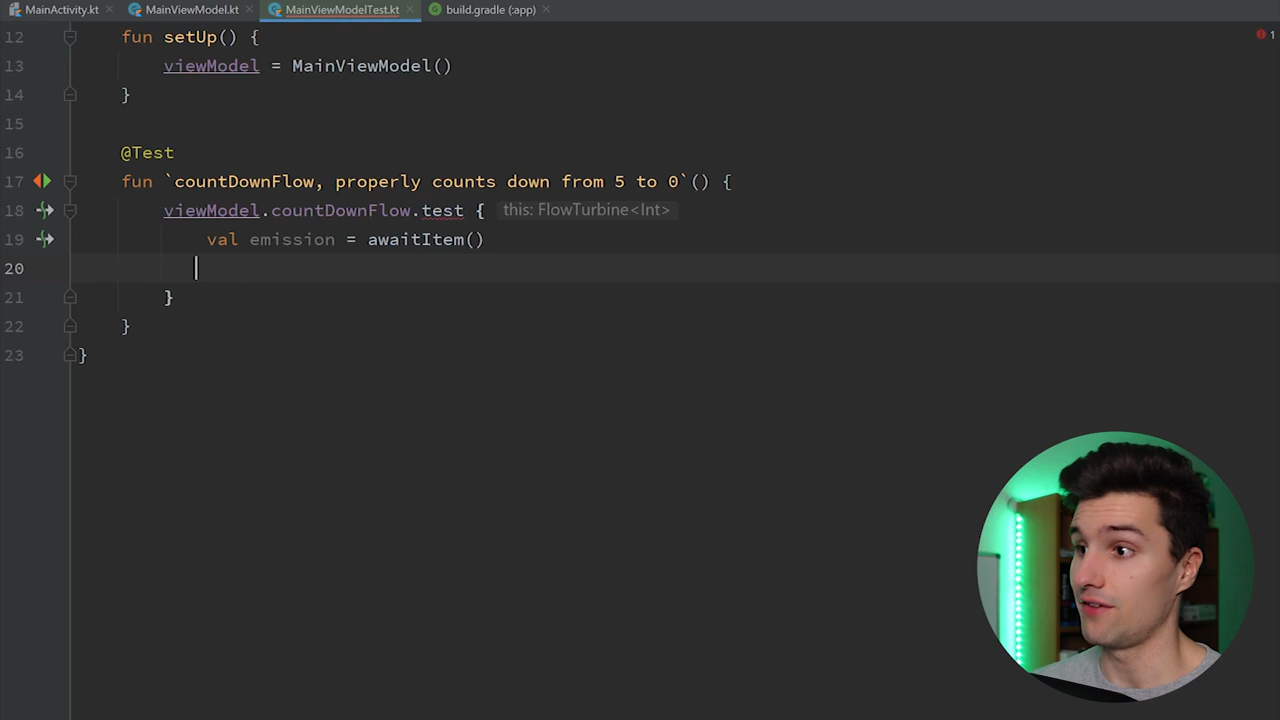 MainActivity.kt
MainViewModel.kt
MainViewModelTest.kt
build.gradle (:app)
12 fun setUp() {
1
13 viewModel = MainViewModel()
14 }
15
16 @Test
17 fun `countDownFlow, properly counts down from 5 to 0`() {
18 viewModel.countDownFlow.test { this: FlowTurbine<Int>
19 val emission = awaitItem()
20
21 }
22 }
23 }